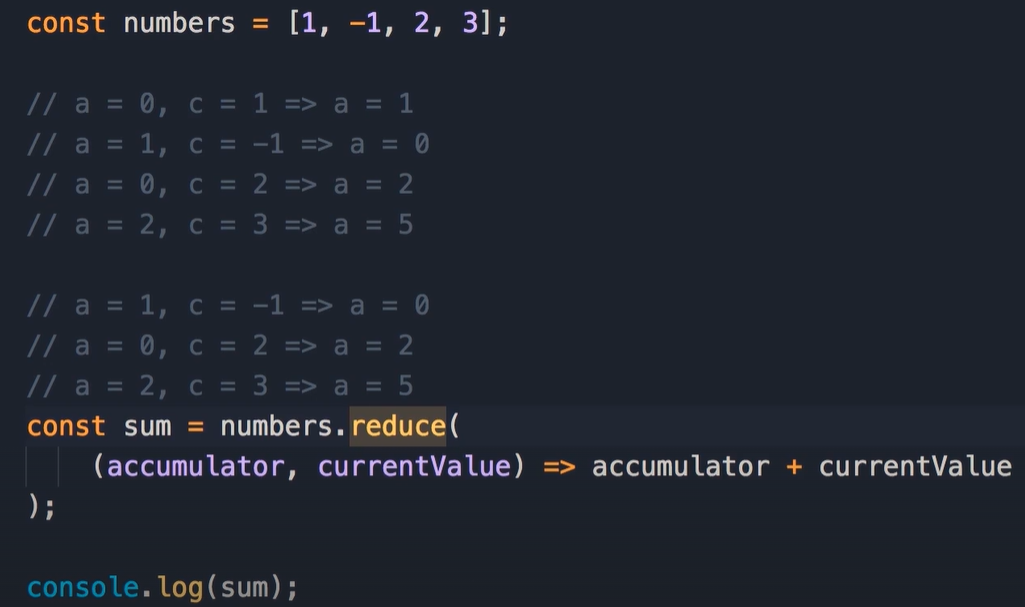 const numbers = [1, -1, 2, 3];
// a = 0, c = 1 => a = 1
// a = 1, c = -1 => a = 0
// a = 0, c = 2 => a = 2
// a = 2, c = 3 => a = 5
// a = 1, c = -1 => a = 0
// a = 0, c = 2 => a = 2
// a = 2, c = 3 => a = 5
const sum = numbers.reduce(
(accumulator, currentValue) => accumulator + currentValue
);
console.log(sum);